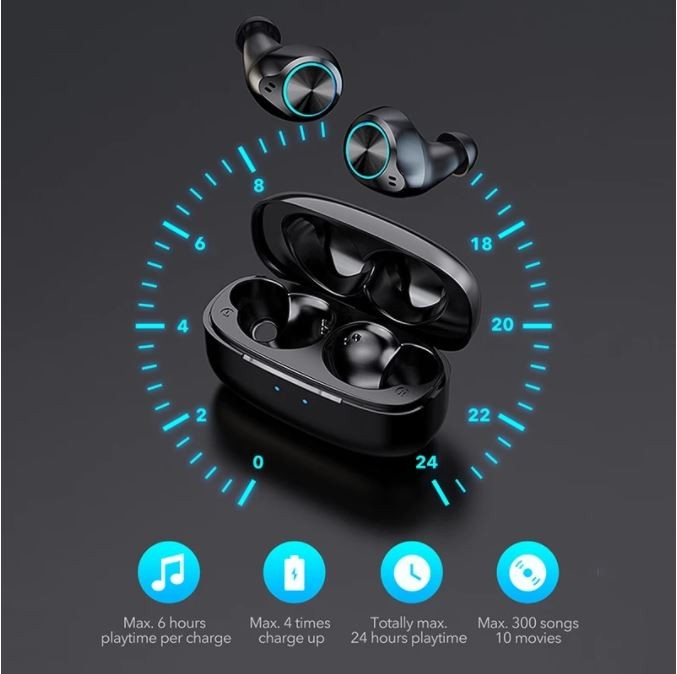 8
6
18
4
20
2
22
0
24
Max. 6 hours
playtime per charge
Max. 4 times
charge up
Totally max.
24 hours playtime
Max. 300 songs
10 movies